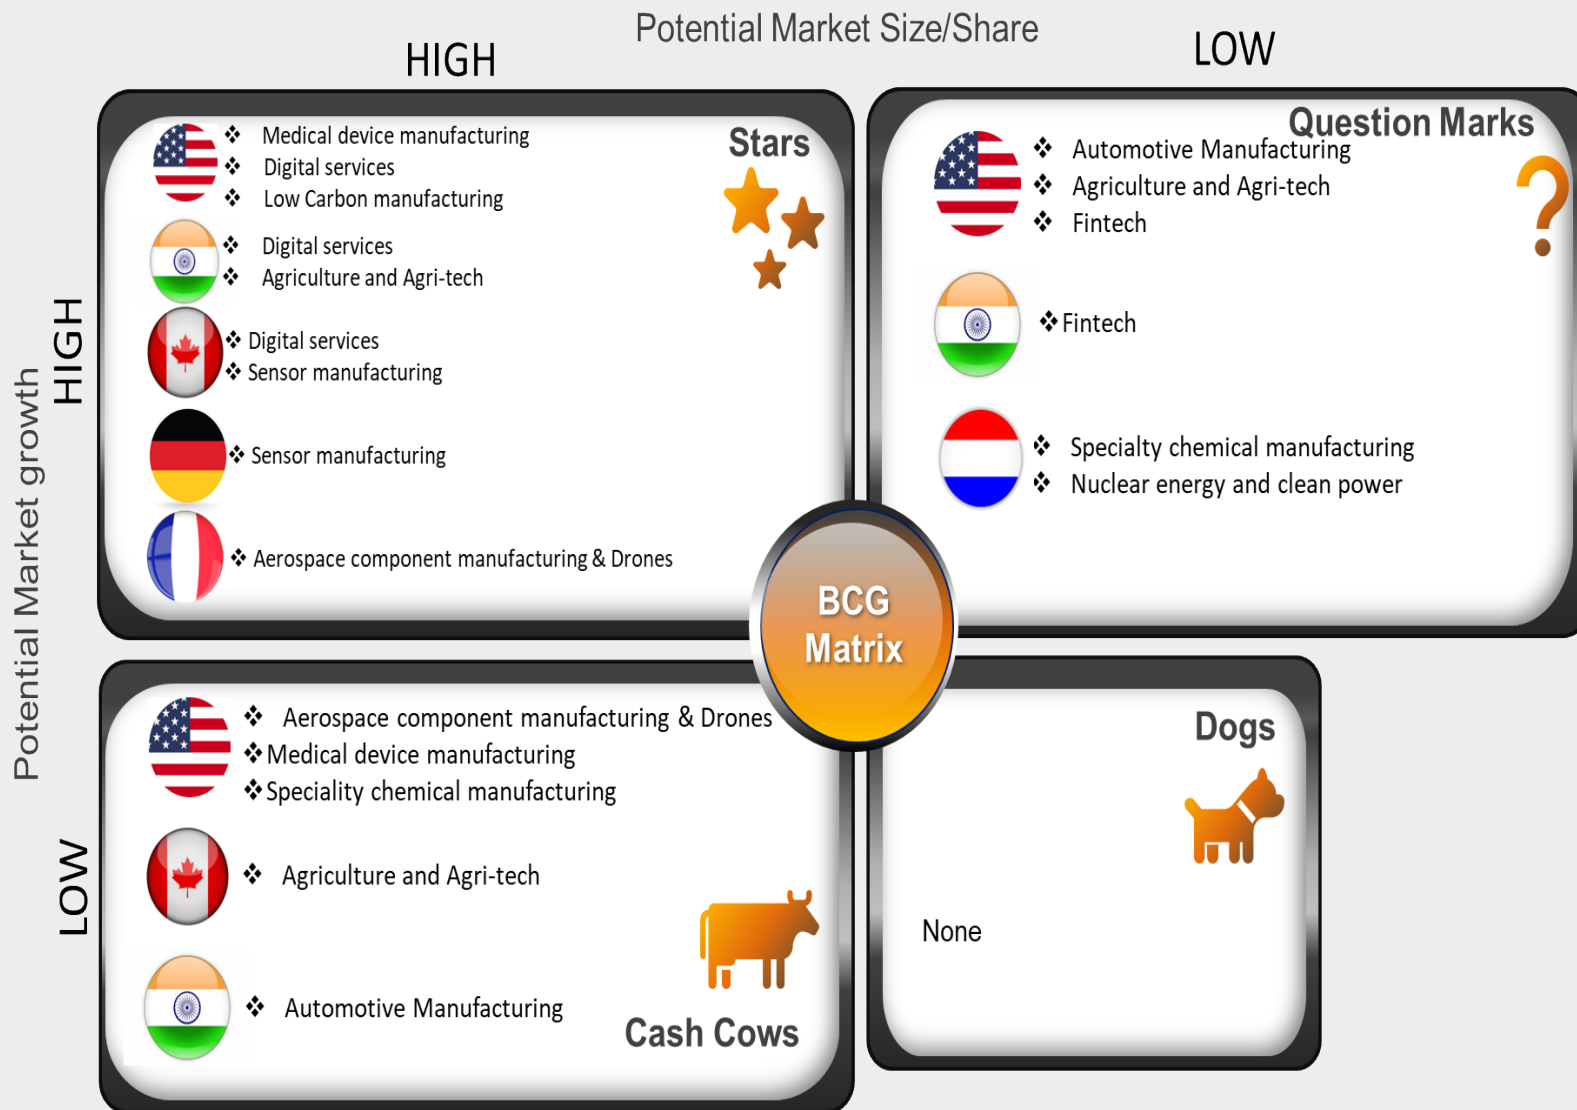 Potential Market Size/Share
HIGH
LOW
Potential Market growth
HIGH
LOW
Stars
❖ Medical device manufacturing
❖ Digital services
❖ Low Carbon manufacturing
❖ Digital services
❖ Agriculture and Agri-tech
❖ Digital services
❖ Sensor manufacturing
❖ Sensor manufacturing
❖ Aerospace component manufacturing & Drones
Question Marks
❖ Automotive Manufacturing
❖ Agriculture and Agri-tech
❖ Fintech
❖ Fintech
❖ Specialty chemical manufacturing
❖ Nuclear energy and clean power
?
BCG
Matrix
❖ Aerospace component manufacturing & Drones
❖ Medical device manufacturing
❖ Speciality chemical manufacturing
❖ Agriculture and Agri-tech
❖ Automotive Manufacturing
Cash Cows
Dogs
None